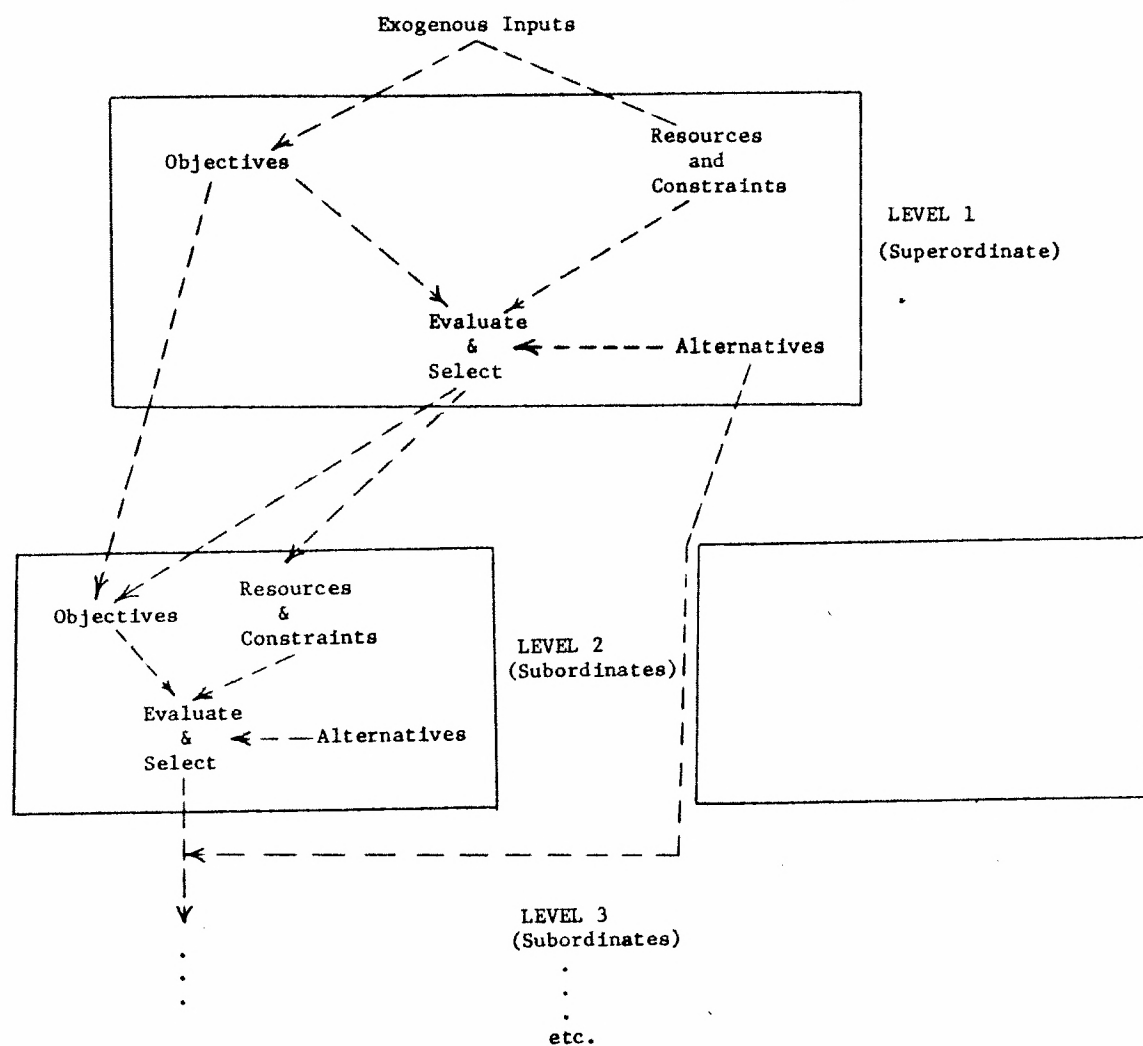 Exogenous Inputs
Objectives
Resources
and
Constraints
LEVEL 1
(Superordinate)
Evaluate
&
Select
Alternatives
Objectives
Resources
&
Constraints
LEVEL 2
(Subordinates)
Evaluate
&
Select
Alternatives
LEVEL 3
(Subordinates)
etc.